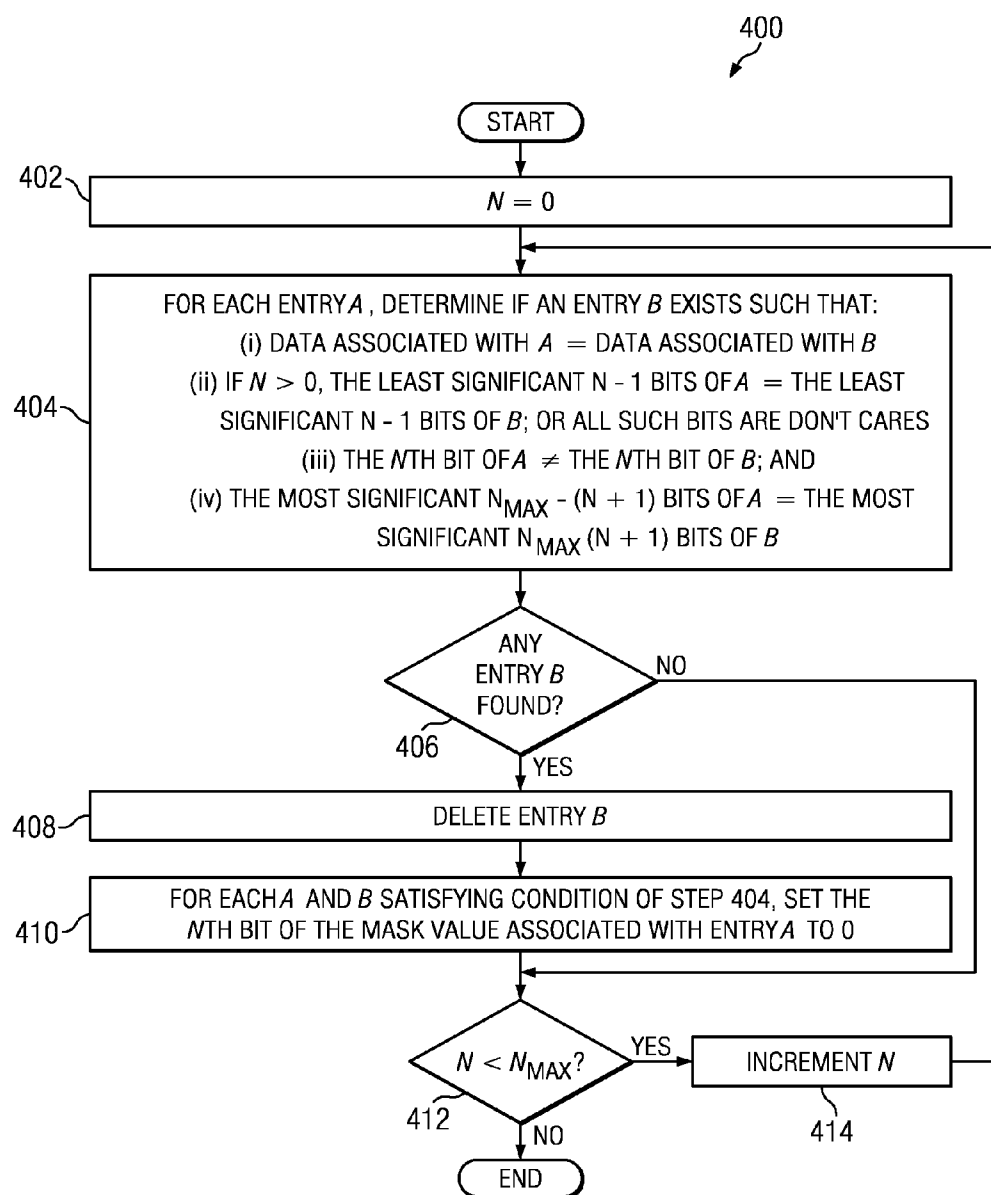 400
START
402
N = 0
404
FOR EACH ENTRY A, DETERMINE IF AN ENTRY B EXISTS SUCH THAT:
(i) DATA ASSOCIATED WITH A = DATA ASSOCIATED WITH B
(ii) IF N > 0, THE LEAST SIGNIFICANT N - 1 BITS OF A = THE LEAST
SIGNIFICANT N - 1 BITS OF B; OR ALL SUCH BITS ARE DON'T CARES
(iii) THE NTH BIT OF A ≠ THE NTH BIT OF B; AND
(iv) THE MOST SIGNIFICANT N_MAX - (N + 1) BITS OF A = THE MOST
SIGNIFICANT N_MAX (N + 1) BITS OF B
ANY
ENTRY B
FOUND?
NO
406
YES
408
DELETE ENTRY B
410
FOR EACH A AND B SATISFYING CONDITION OF STEP 404, SET THE
NTH BIT OF THE MASK VALUE ASSOCIATED WITH ENTRY A TO 0
N < N_MAX?
YES
INCREMENT N
412
414
NO
END